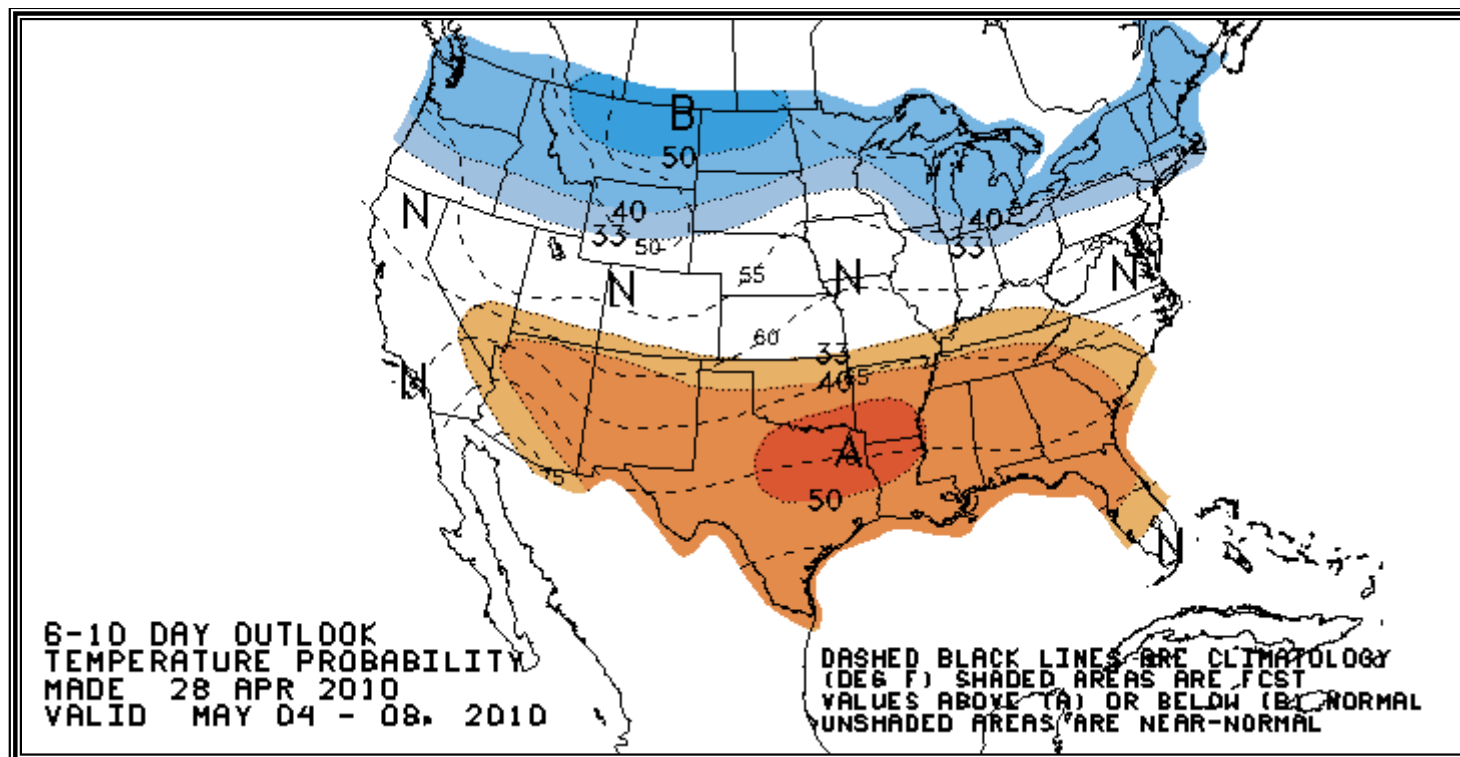 B
50
N
40
33
50
40
33
N
55
N
N
60
33
40
65
N
A
75
50
N
6-10 DAY OUTLOOK
TEMPERATURE PROBABILITY
MADE 28 APR 2010
VALID MAY 04 - 08, 2010
DASHED BLACK LINES ARE CLIMATOLOGY
(DEG F) SHADED AREAS ARE FCST
VALUES ABOVE (A) OR BELOW (B) NORMAL
UNSHADED AREAS ARE NEAR-NORMAL